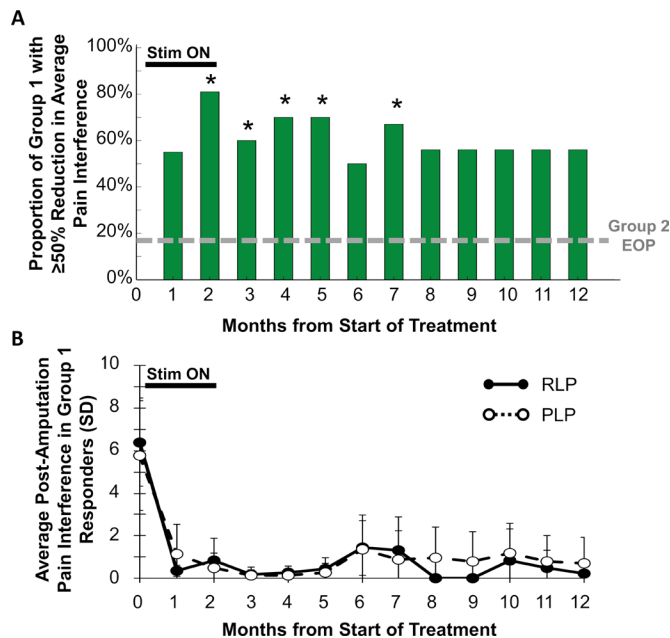 A
Proportion of Group 1 with
≥50% Reduction in Average
Pain Interference
100%
80%
60%
40%
20%
0%
Stim ON
*
*
*
*
*
Group 2
EOP
0 1 2 3 4 5 6 7 8 9 10 11 12
Months from Start of Treatment
B
Average Post-Amputation
Pain Interference in Group 1
Responders (SD)
10
8
6
4
2
0
Stim ON
RLP
PLP
0 1 2 3 4 5 6 7 8 9 10 11 12
Months from Start of Treatment